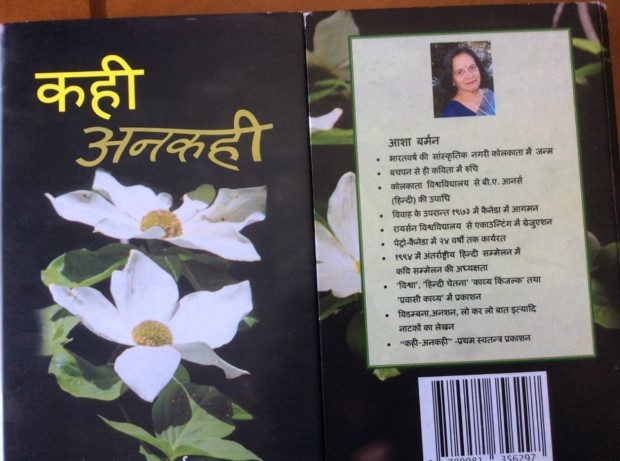 कही
अनकही
आशा बर्मन
• भारतवर्ष की सांस्कृतिक नगरी कोलकाता में जन्म
• बचपन से ही कविता में रुचि
• कोलकाता विश्वविद्यालय से बी.ए. आनर्स
(हिन्दी) की उपाधि
• विवाह के उपरान्त १९७३ में कैनेडा में आगमन
• रायर्सन विश्वविद्यालय से एकाउन्टिंग में ग्रेजुएशन
• पेट्रो-कैनेडा में २४ वर्षों तक कार्यरत
• १९९४ में अंतर्राष्ट्रीय हिन्दी सम्मेलन में
कवि सम्मेलन की अध्यक्षता
• 'विश्वा', 'हिन्दी चेतना' 'काव्य किंजल्क' तथा
'प्रवासी काव्य' में प्रकाशन
• विडम्बना,अनशन, लो कर लो बात इत्यादि
नाटकों का लेखन
• "कही-अनकही" -प्रथम स्वतन्त्र प्रकाशन
356297